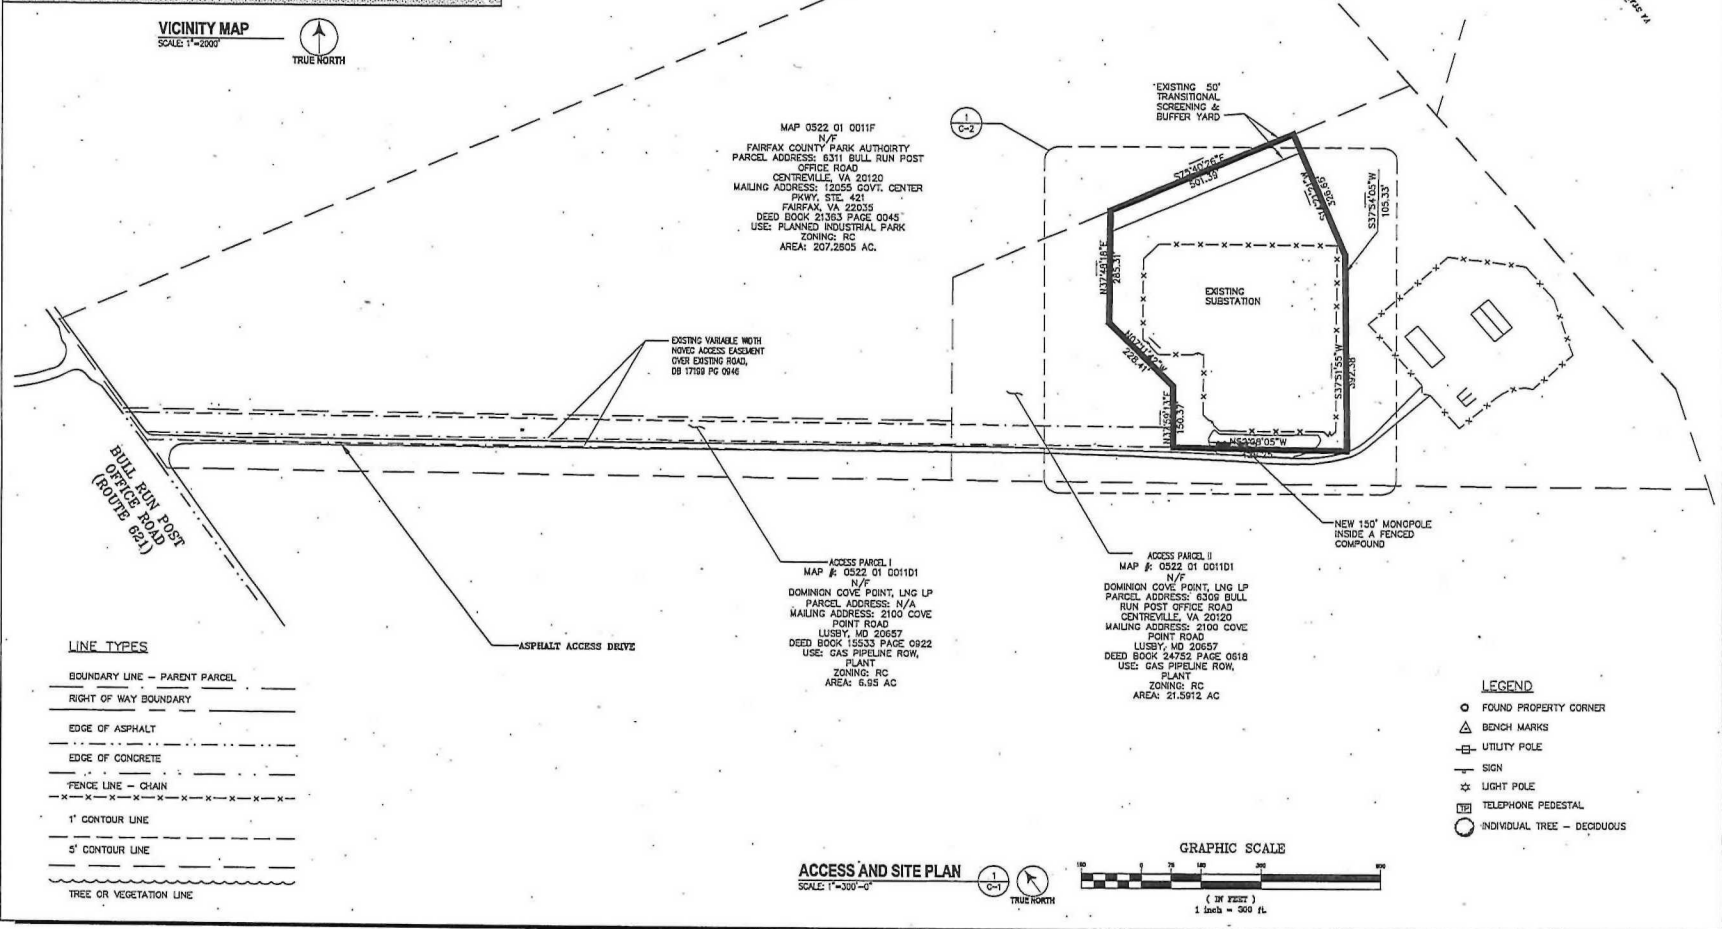 VICINITY MAP
SCALE: 1"=2000'
TRUE NORTH
MAP 0522 01 0011F
N/F
FAIRFAX COUNTY PARK AUTHOIRTY
PARCEL ADDRESS: 6311 BULL RUN POST
OFFICE ROAD
CENTREVILLE, VA 20120
MAILING ADDRESS: 12055 GOVT. CENTER
PKWY, STE. 421
FAIRFAX, VA 22035
DEED BOOK 21363 PAGE 0045
USE: PLANNED INDUSTRIAL PARK
ZONING: RC
AREA: 207.2605 AC.
1
C-2
EXISTING 50'
TRANSITIONAL
SCREENING &
BUFFER YARD
S75°40'26"E
501.39'
S37°54'05"W
105.33'
N37°48'18"E
285.31'
228.41'
N37°59'13"E
150.37'
S37°51'55"W
392.38
EXISTING
SUBSTATION
EXISTING VARIABLE WIDTH
NOVEC ACCESS EASEMENT
OVER EXISTING ROAD,
DB 17199 PG 0946
BULL RUN POST
OFFICE ROAD
(ROUTE 621)
NEW 150' MONOPOLE
INSIDE A FENCED
COMPOUND
ASPHALT ACCESS DRIVE
ACCESS PARCEL I
MAP #: 0522 01 0011D1
N/F
DOMINION COVE POINT, LNG LP
PARCEL ADDRESS: N/A
MAILING ADDRESS: 2100 COVE
POINT ROAD
LUSBY, MD 20657
DEED BOOK 15533 PAGE 0922
USE: GAS PIPELINE ROW,
PLANT
ZONING: RC
AREA: 6.95 AC
ACCESS PARCEL II
MAP #: 0522 01 0011D1
N/F
DOMINION COVE POINT, LNG LP
PARCEL ADDRESS: 6309 BULL
RUN POST OFFICE ROAD
CENTREVILLE, VA 20120
MAILING ADDRESS: 2100 COVE
POINT ROAD
LUSBY, MD 20657
DEED BOOK 24752 PAGE 0618
USE: GAS PIPELINE ROW,
PLANT
ZONING: RC
AREA: 21.5912 AC
LINE TYPES
BOUNDARY LINE – PARENT PARCEL
RIGHT OF WAY BOUNDARY
EDGE OF ASPHALT
EDGE OF CONCRETE
FENCE LINE – CHAIN
1' CONTOUR LINE
5' CONTOUR LINE
TREE OR VEGETATION LINE
LEGEND
FOUND PROPERTY CORNER
BENCH MARKS
UTILITY POLE
SIGN
LIGHT POLE
TP TELEPHONE PEDESTAL
INDIVIDUAL TREE – DECIDUOUS
ACCESS AND SITE PLAN
SCALE: 1"=300'-0"
1
C-1
TRUE NORTH
GRAPHIC SCALE
( IN FEET )
1 inch = 300 ft.